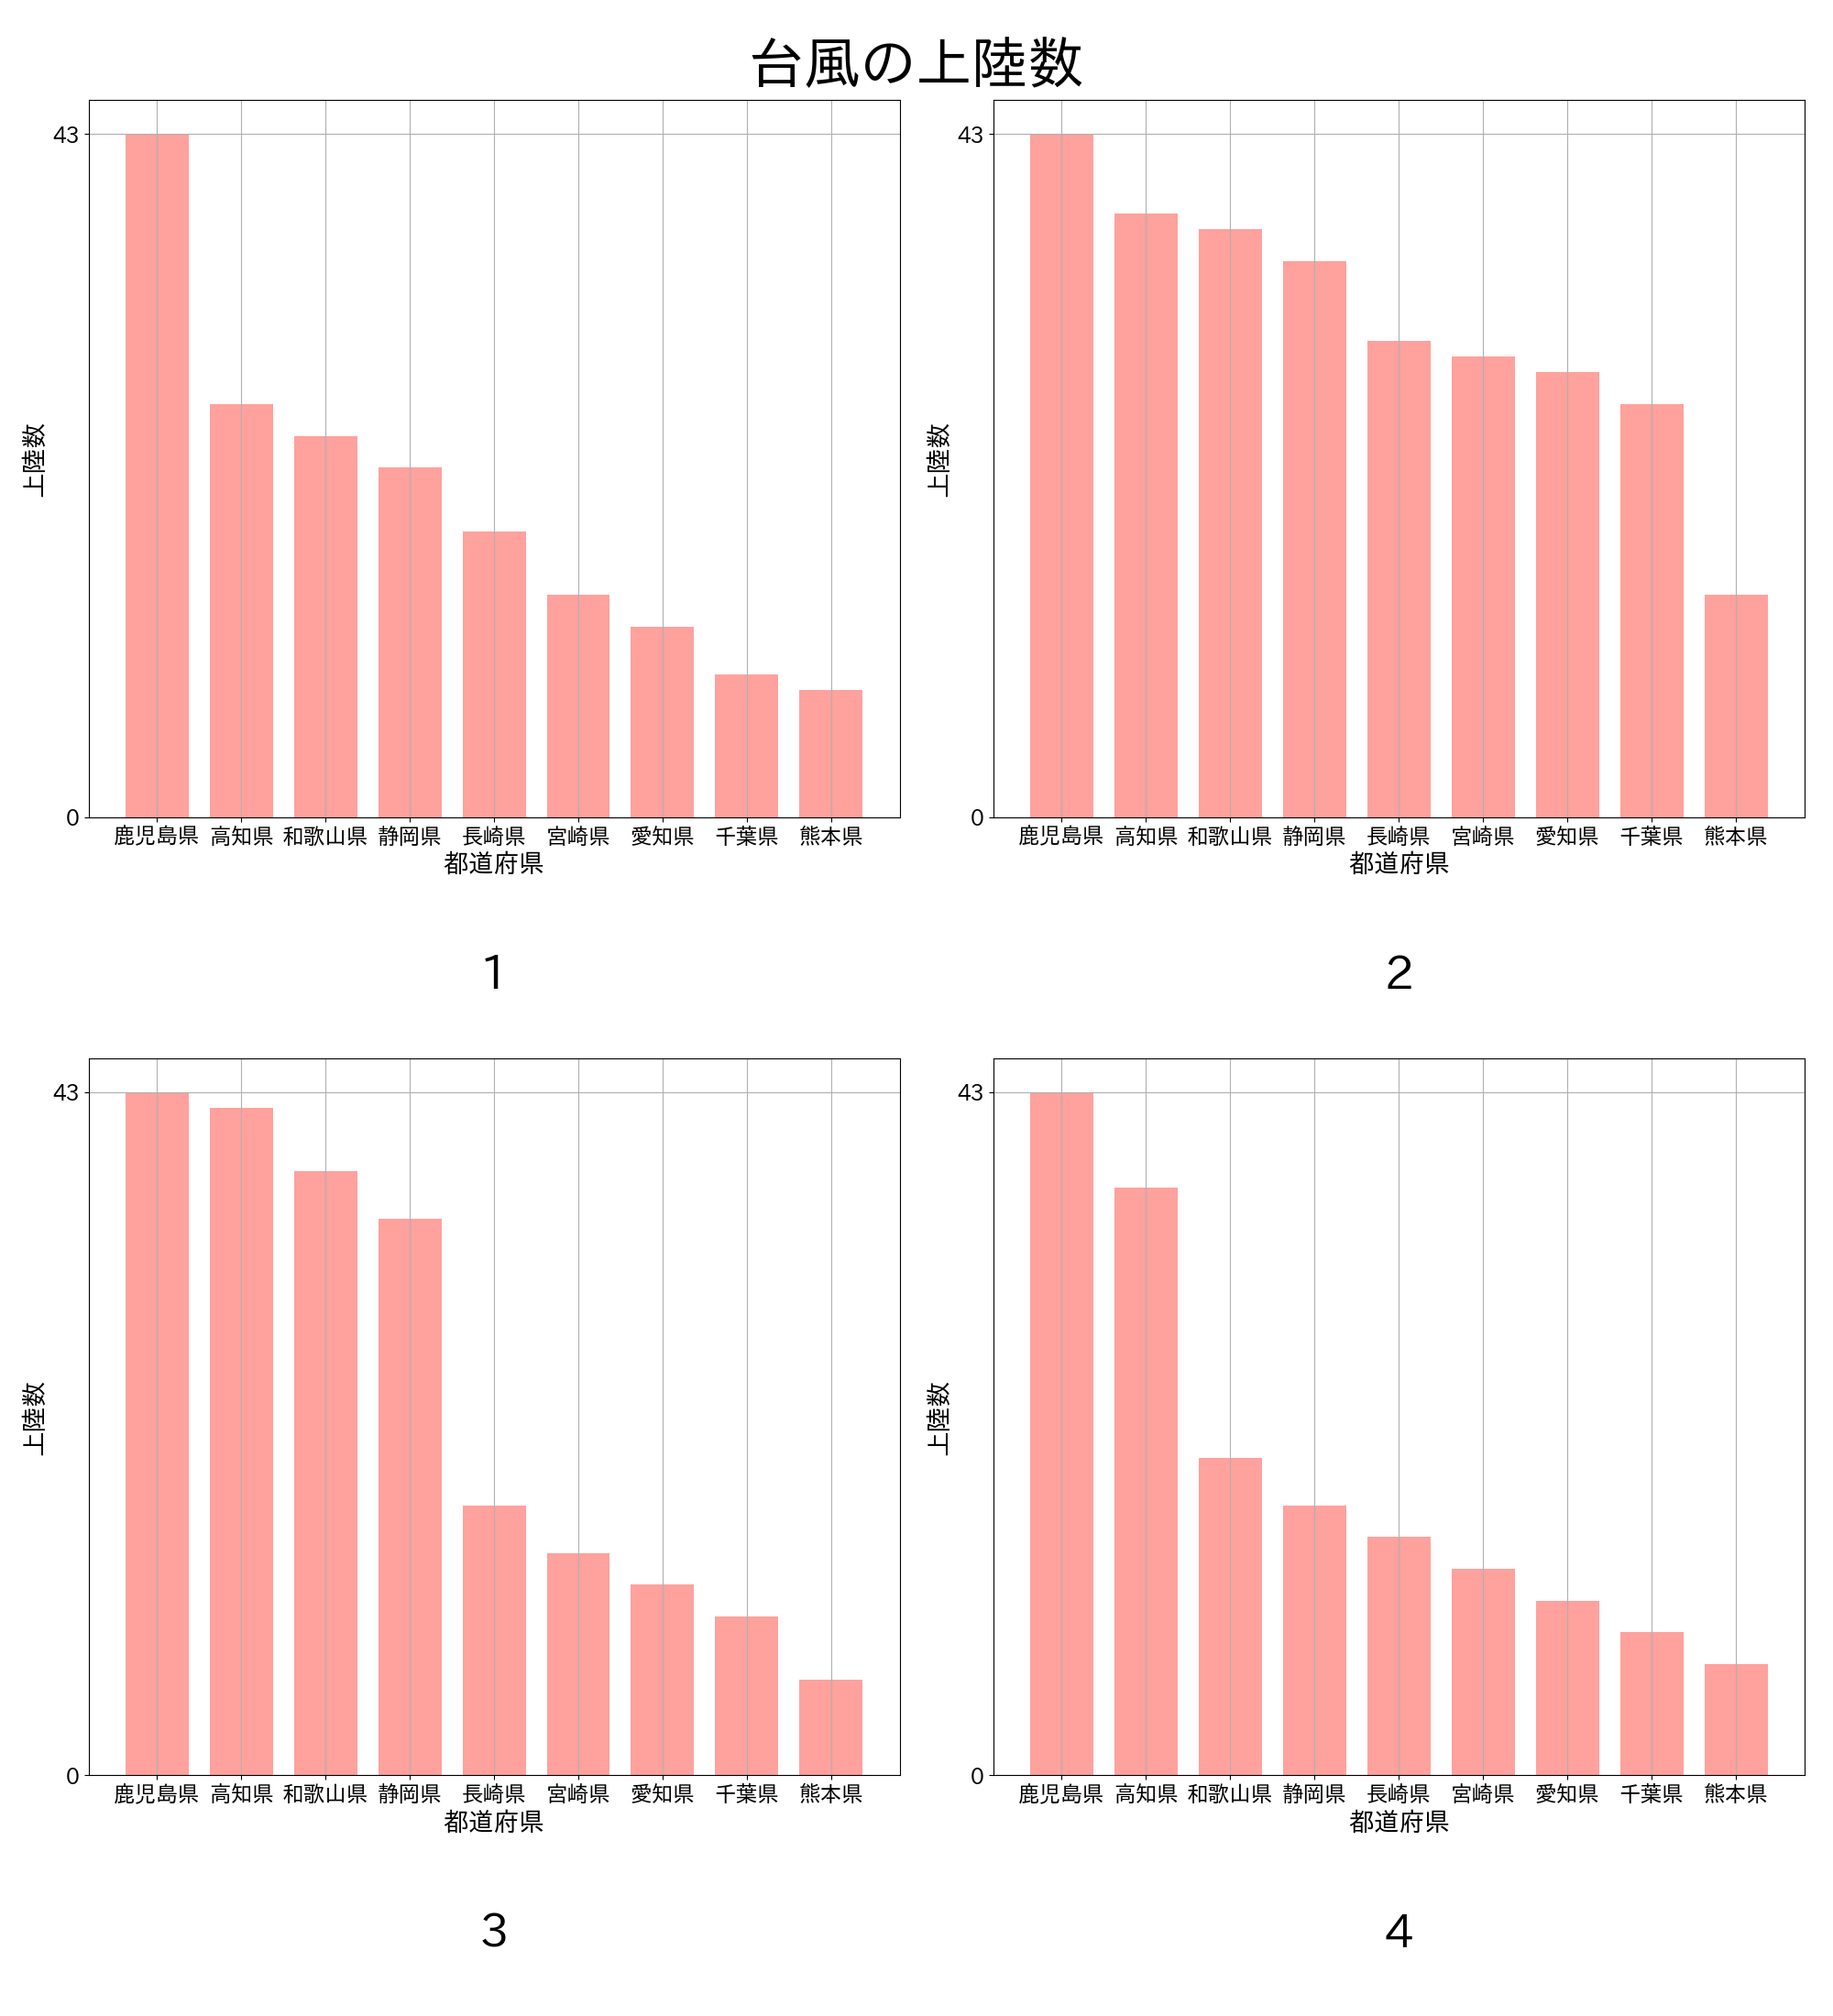 台風の上陸数
43
0
上陸数
鹿児島県 高知県 和歌山県 静岡県 長崎県 宮崎県 愛知県 千葉県 熊本県
都道府県
1
43
0
上陸数
鹿児島県 高知県 和歌山県 静岡県 長崎県 宮崎県 愛知県 千葉県 熊本県
都道府県
2
43
0
上陸数
鹿児島県 高知県 和歌山県 静岡県 長崎県 宮崎県 愛知県 千葉県 熊本県
都道府県
3
43
0
上陸数
鹿児島県 高知県 和歌山県 静岡県 長崎県 宮崎県 愛知県 千葉県 熊本県
都道府県
4